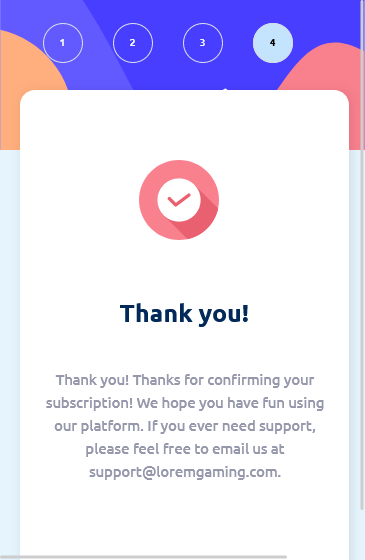 1 2 3 4
Thank you!
Thank you! Thanks for confirming your
subscription! We hope you have fun using
our platform. If you ever need support,
please feel free to email us at
support@loremgaming.com.